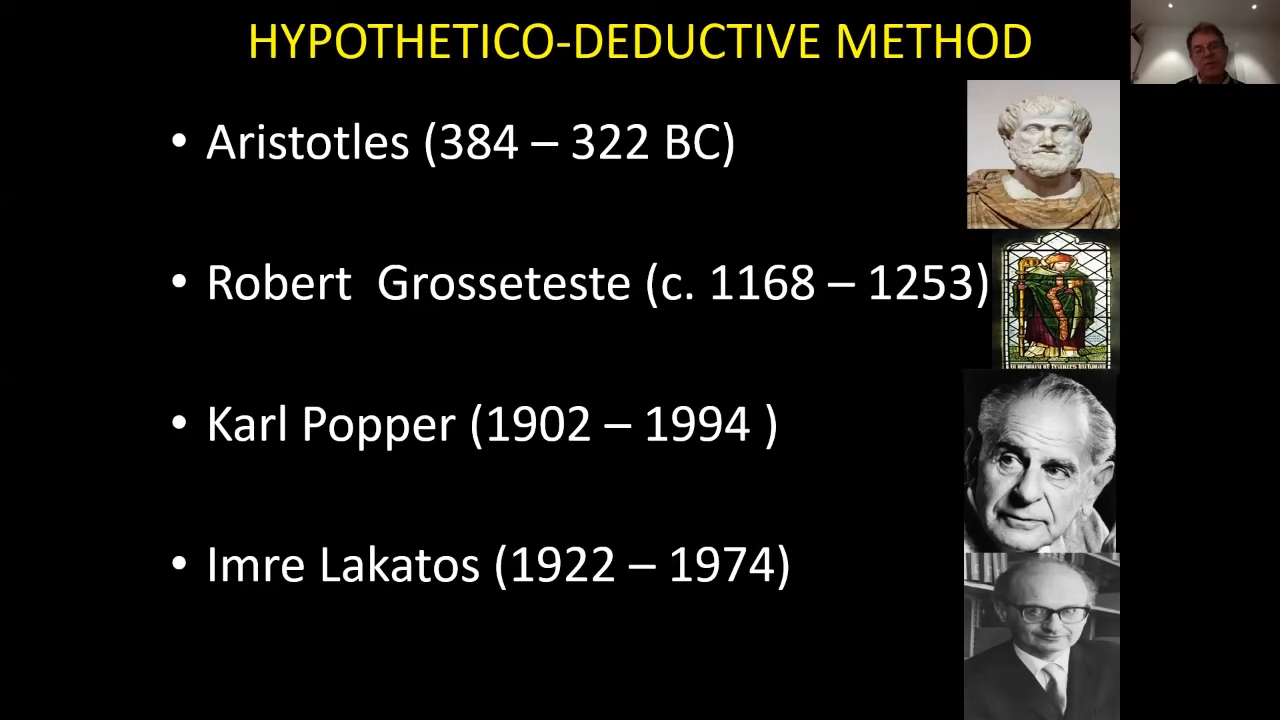 HYPOTHETICO-DEDUCTIVE METHOD
• Aristotles (384 – 322 BC)
• Robert  Grosseteste (c. 1168 – 1253)
• Karl Popper (1902 – 1994 )
• Imre Lakatos (1922 – 1974)